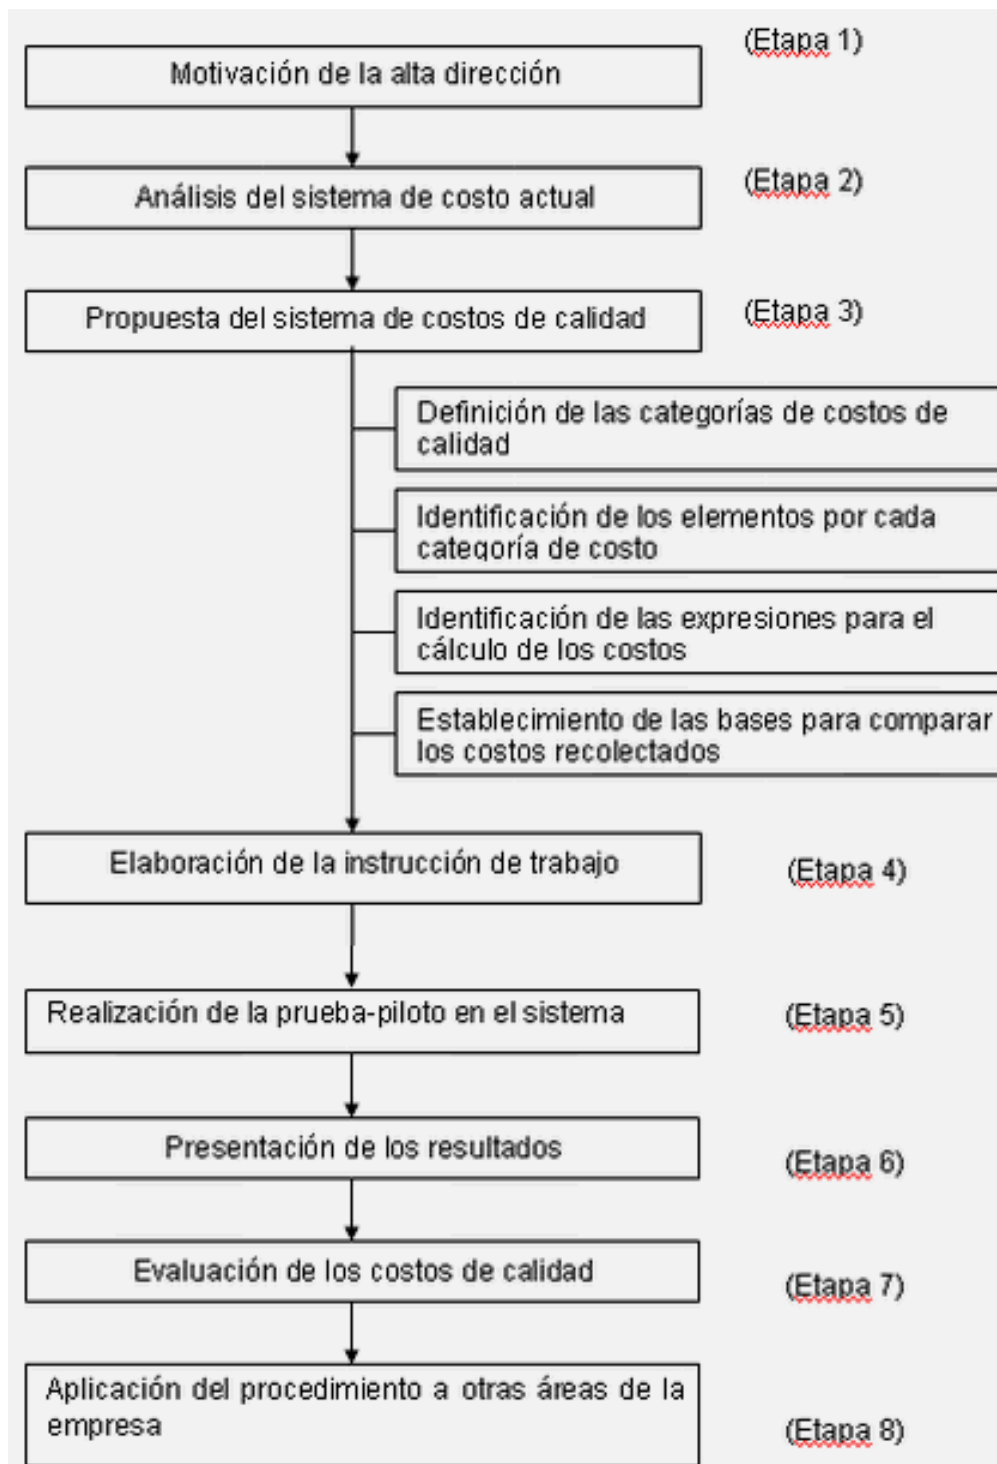 (Etapa 1)
Motivación de la alta dirección
Análisis del sistema de costo actual
(Etapa 2)
Propuesta del sistema de costos de calidad
(Etapa 3)
Definición de las categorías de costos de
calidad
Identificación de los elementos por cada
categoría de costo
Identificación de las expresiones para el
cálculo de los costos
Establecimiento de las bases para comparar
los costos recolectados
Elaboración de la instrucción de trabajo
(Etapa 4)
Realización de la prueba-piloto en el sistema
(Etapa 5)
Presentación de los resultados
(Etapa 6)
Evaluación de los costos de calidad
(Etapa 7)
Aplicación del procedimiento a otras áreas de la
empresa
(Etapa 8)